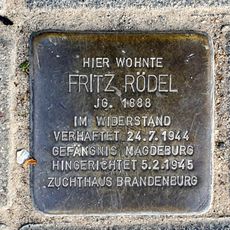 HIER WOHNTE
FRITZ RÖDEL
JG. 1888
IM WIDERSTAND
VERHAFTET 24.7.1944
GEFÄNGNIS MAGDEBURG
HINGERICHTET 5.2.1945
ZUCHTHAUS BRANDENBURG